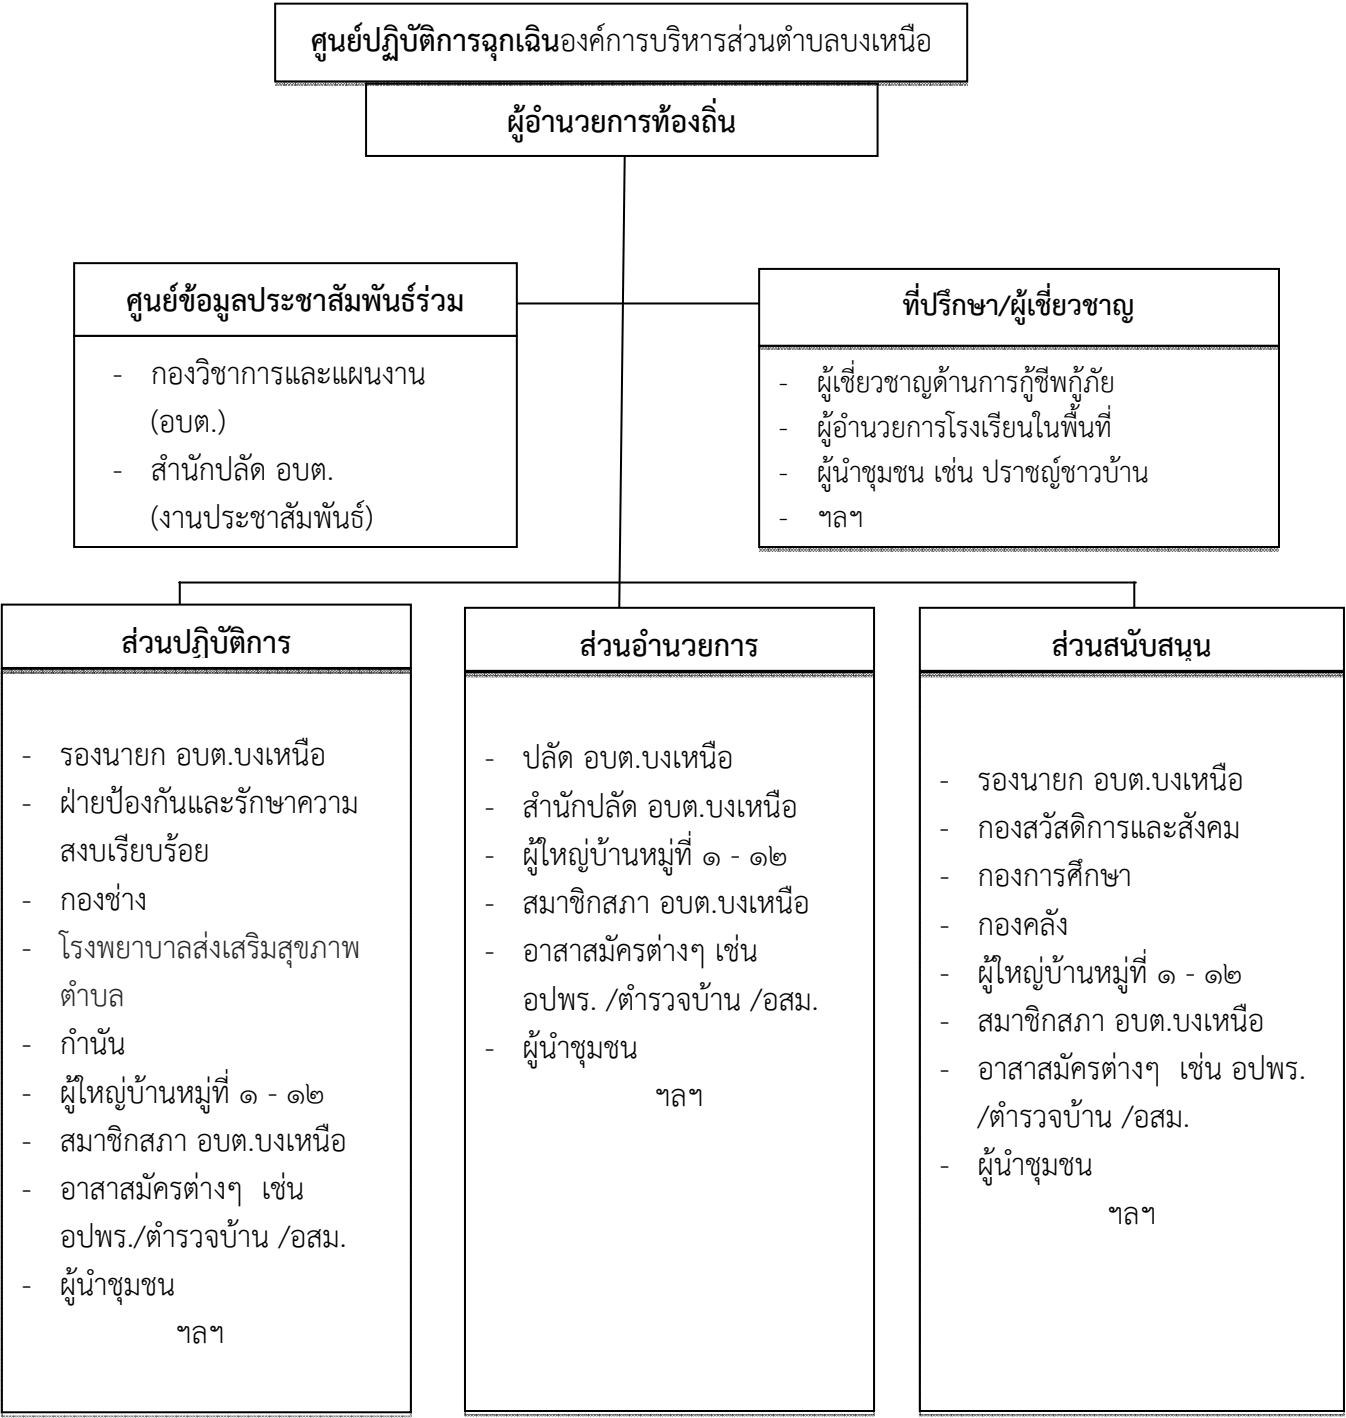 ศูนย์ปฏิบัติการฉุกเฉินองค์การบริหารส่วนตำบลบงเหนือ
ผู้อำนวยการท้องถิ่น
ศูนย์ข้อมูลประชาสัมพันธ์ร่วม
- กองวิชาการและแผนงาน
(อบต.)
- สำนักปลัด อบต.
(งานประชาสัมพันธ์)
ที่ปรึกษา/ผู้เชี่ยวชาญ
- ผู้เชี่ยวชาญด้านการกู้ชีพกู้ภัย
- ผู้อำนวยการโรงเรียนในพื้นที่
- ผู้นำชุมชน เช่น ปราชญ์ชาวบ้าน
- ฯลฯ
ส่วนปฏิบัติการ
- รองนายก อบต.บงเหนือ
- ฝ่ายป้องกันและรักษาความ
สงบเรียบร้อย
- กองช่าง
- โรงพยาบาลส่งเสริมสุขภาพ
ตำบล
- กำนัน
- ผู้ใหญ่บ้านหมู่ที่ ๑ - ๑๒
- สมาชิกสภา อบต.บงเหนือ
- อาสาสมัครต่างๆ เช่น
อปพร./ตำรวจบ้าน /อสม.
- ผู้นำชุมชน
ฯลฯ
ส่วนอำนวยการ
- ปลัด อบต.บงเหนือ
- สำนักปลัด อบต.บงเหนือ
- ผู้ใหญ่บ้านหมู่ที่ ๑ - ๑๒
- สมาชิกสภา อบต.บงเหนือ
- อาสาสมัครต่างๆ เช่น
อปพร. /ตำรวจบ้าน /อสม.
- ผู้นำชุมชน
ฯลฯ
ส่วนสนับสนุน
- รองนายก อบต.บงเหนือ
- กองสวัสดิการและสังคม
- กองการศึกษา
- กองคลัง
- ผู้ใหญ่บ้านหมู่ที่ ๑ - ๑๒
- สมาชิกสภา อบต.บงเหนือ
- อาสาสมัครต่างๆ เช่น อปพร.
/ตำรวจบ้าน /อสม.
- ผู้นำชุมชน
ฯลฯ